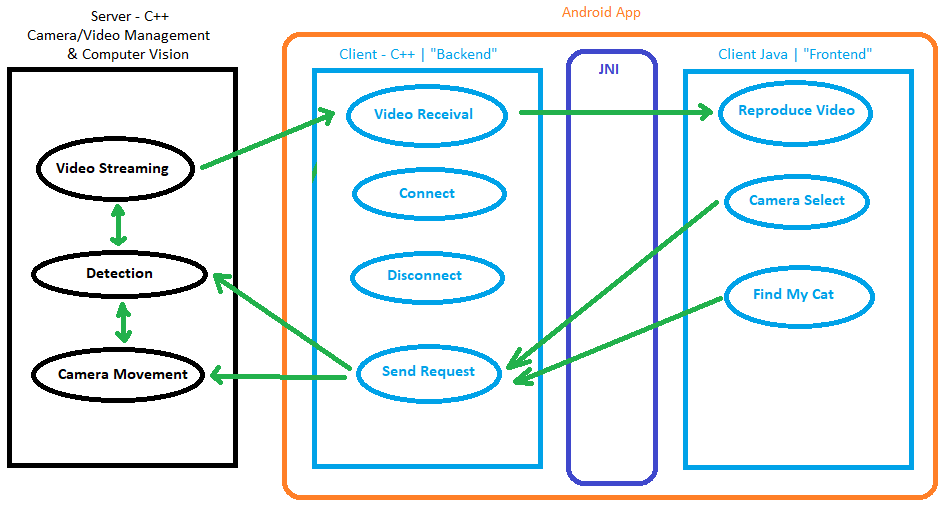 Server - C++
Camera/Video Management
& Computer Vision
Android App
Client - C++ | "Backend"
JNI
Client Java | "Frontend"
Video Streaming
Detection
Camera Movement
Video Receival
Connect
Disconnect
Send Request
Reproduce Video
Camera Select
Find My Cat